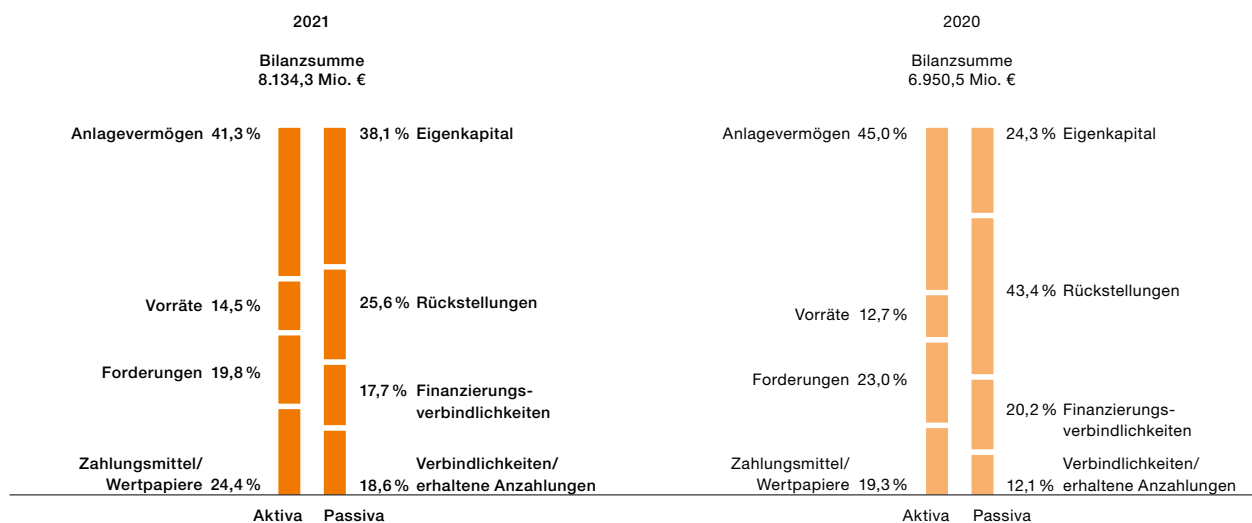 2021
Bilanzsumme
8.134,3 Mio. €
Anlagevermögen 41,3 %
38,1 % Eigenkapital
Vorräte 14,5 %
25,6 % Rückstellungen
Forderungen 19,8 %
17,7 % Finanzierungs-
verbindlichkeiten
Zahlungsmittel/
Wertpapiere 24,4 %
Verbindlichkeiten/
18,6 % erhaltene Anzahlungen
Aktiva Passiva
2020
Bilanzsumme
6.950,5 Mio. €
Anlagevermögen 45,0 %
24,3 % Eigenkapital
43,4 % Rückstellungen
Vorräte 12,7 %
Forderungen 23,0 %
20,2 % Finanzierungs-
verbindlichkeiten
Zahlungsmittel/
Wertpapiere 19,3 %
Verbindlichkeiten/
12,1 % erhaltene Anzahlungen
Aktiva Passiva